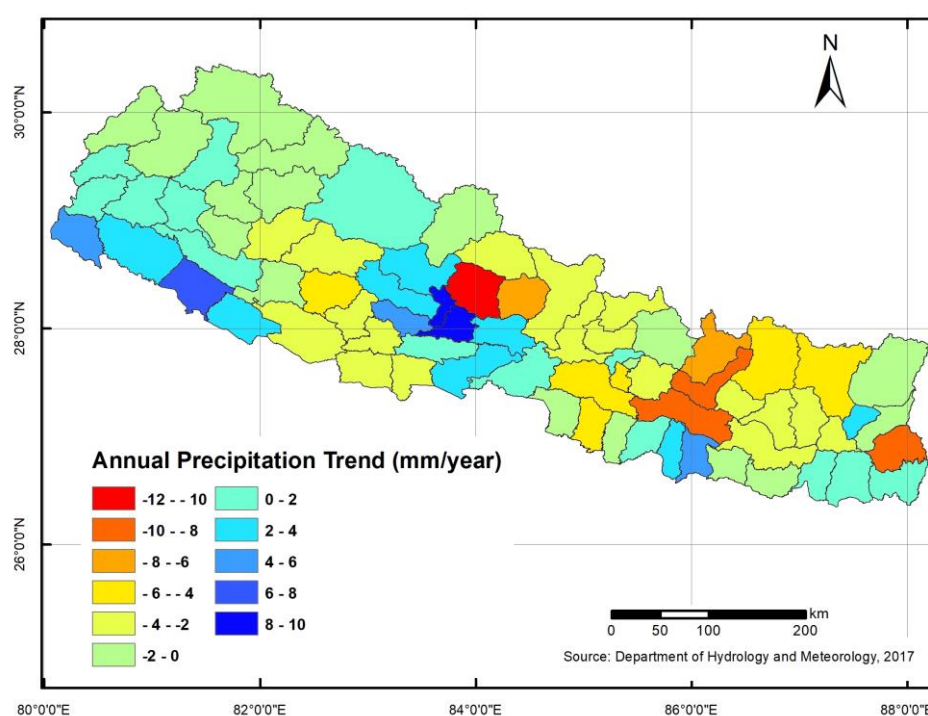 N
30°0'0"N
28°0'0"N
26°0'0"N
Annual Precipitation Trend (mm/year)
-12 - -10
-10 - -8
-8 - -6
-6 - -4
-4 - -2
-2 - 0
0 - 2
2 - 4
4 - 6
6 - 8
8 - 10
km
0 50 100 200
Source: Department of Hydrology and Meteorology, 2017
80°0'0"E 82°0'0"E 84°0'0"E 86°0'0"E 88°0'0"E